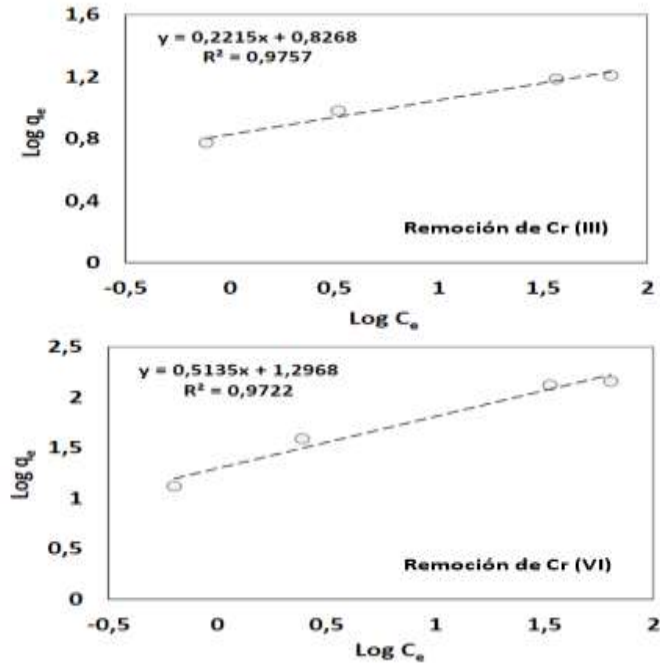 1,6
y = 0,2215x + 0,8268
R² = 0,9757
1,2
Log qₑ
0,8
0,4
Remoción de Cr (III)
0
-0,5 0 0,5 1 1,5 2
Log Cₑ
2,5
y = 0,5135x + 1,2968
R² = 0,9722
2
1,5
Log qₑ
1
0,5
Remoción de Cr (VI)
0
-0,5 0 0,5 1 1,5 2
Log Cₑ